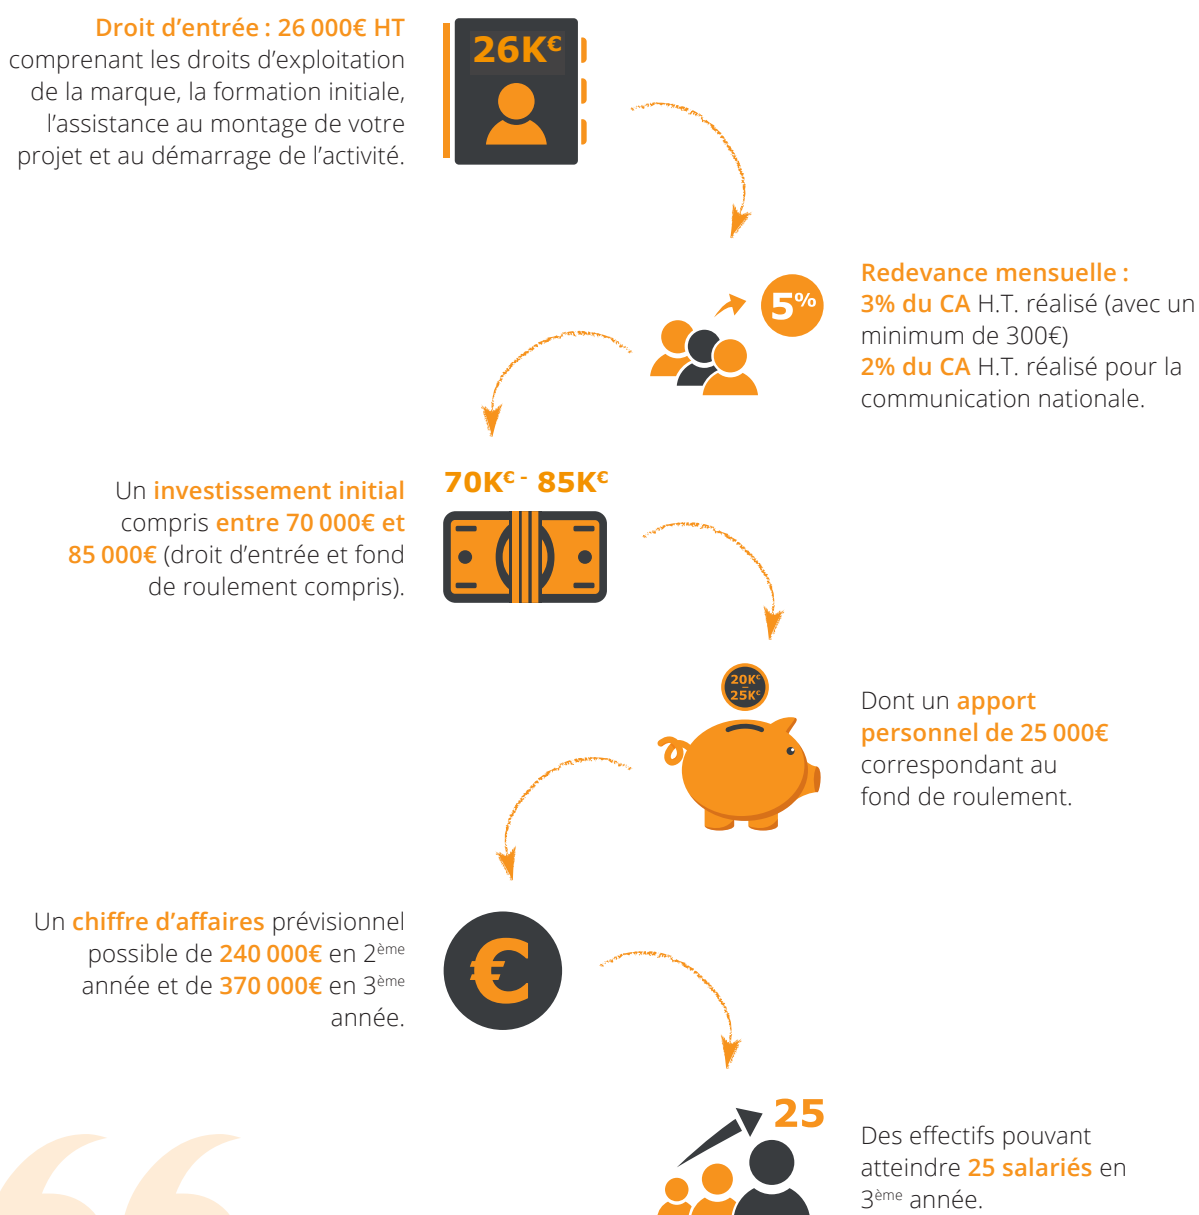 Droit d’entrée : 26 000€ HT
comprenant les droits d’exploitation
de la marque, la formation initiale,
l’assistance au montage de votre
projet et au démarrage de l’activité.
26K€
5%
Redevance mensuelle :
3% du CA H.T. réalisé (avec un
minimum de 300€)
2% du CA H.T. réalisé pour la
communication nationale.
Un investissement initial
compris entre 70 000€ et
85 000€ (droit d’entrée et fond
de roulement compris).
70K€ - 85K€
20K€
–
25K€
Dont un apport
personnel de 25 000€
correspondant au
fond de roulement.
Un chiffre d’affaires prévisionnel
possible de 240 000€ en 2ème
année et de 370 000€ en 3ème
année.
€
25
Des effectifs pouvant
atteindre 25 salariés en
3ème année.